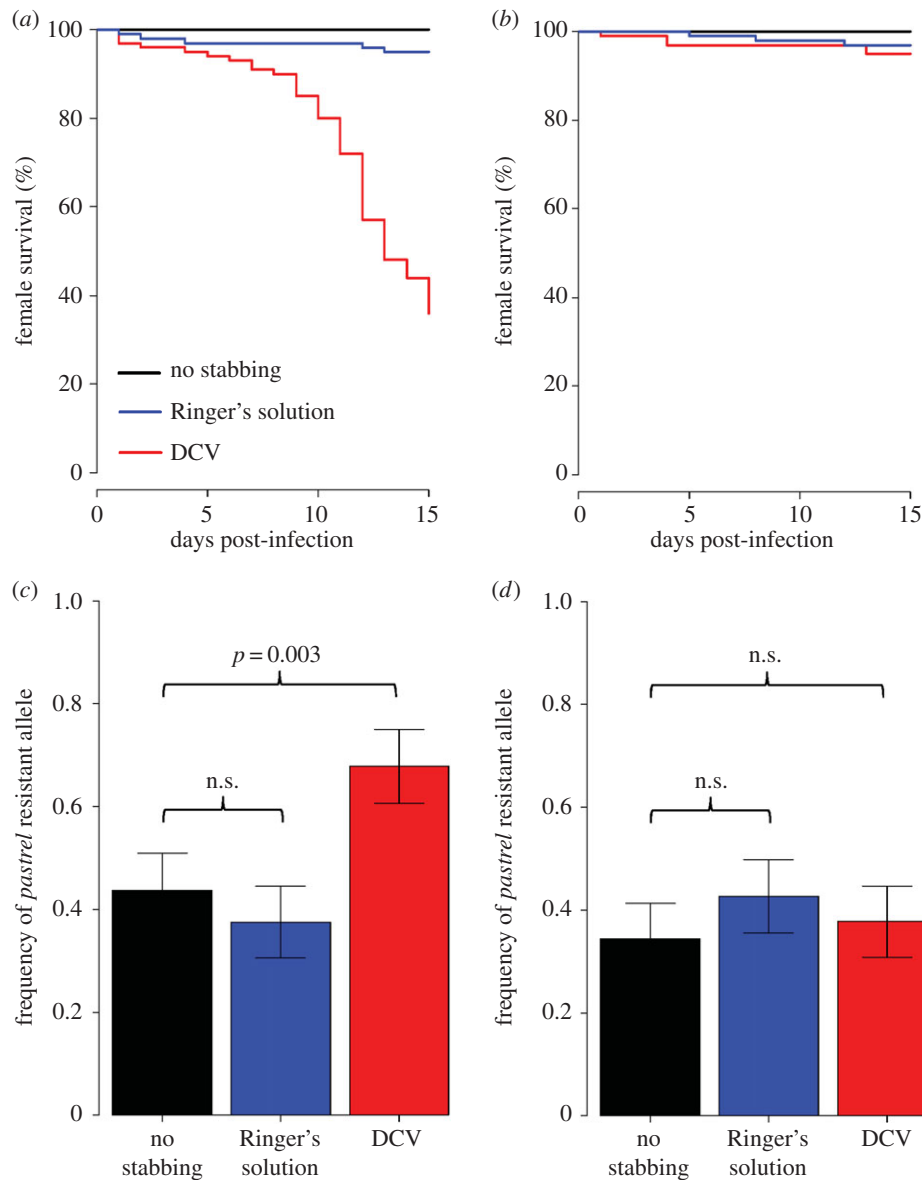 (a)
100
80
60
40
20
0
female survival (%)
no stabbing
Ringer's solution
DCV
0 5 10 15
days post-infection
(b)
100
80
60
40
20
0
female survival (%)
0 5 10 15
days post-infection
(c)
1.0
0.8
0.6
0.4
0.2
0
frequency of pastrel resistant allele
p = 0.003
n.s.
no stabbing
Ringer's solution
DCV
(d)
1.0
0.8
0.6
0.4
0.2
0
frequency of pastrel resistant allele
n.s.
n.s.
no stabbing
Ringer's solution
DCV